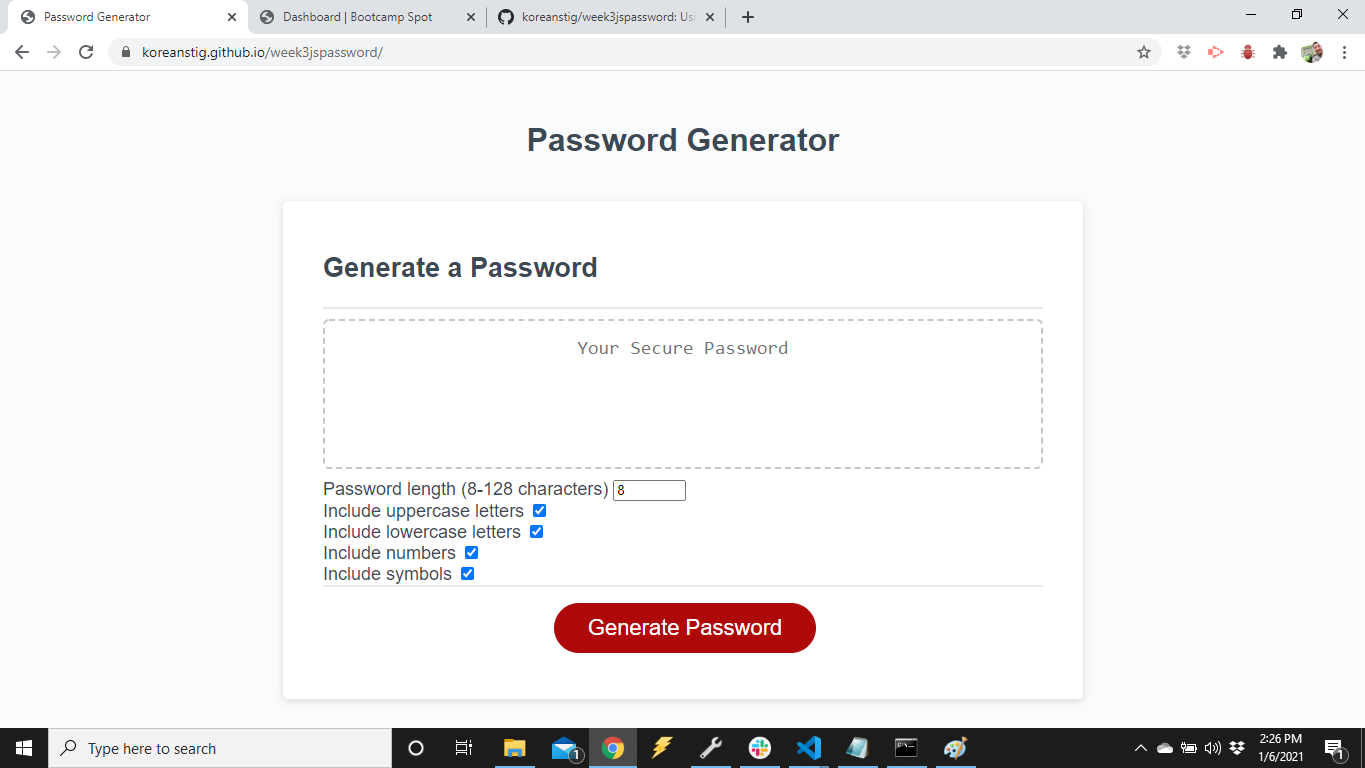 Password Generator
Dashboard | Bootcamp Spot
koreanstig/week3jspassword: Us
koreanstig.github.io/week3jspassword/
Password Generator
Generate a Password
Your Secure Password
Password length (8-128 characters) 8
Include uppercase letters
Include lowercase letters
Include numbers
Include symbols
Generate Password
Type here to search
1
2:26 PM
1/6/2021
1